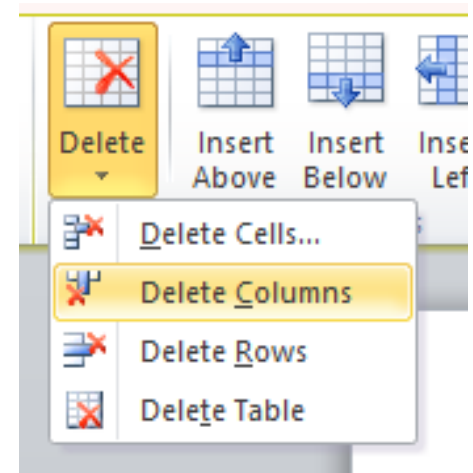 Delete
Insert
Above
Insert
Below
Delete Cells...
Delete Columns
Delete Rows
Delete Table